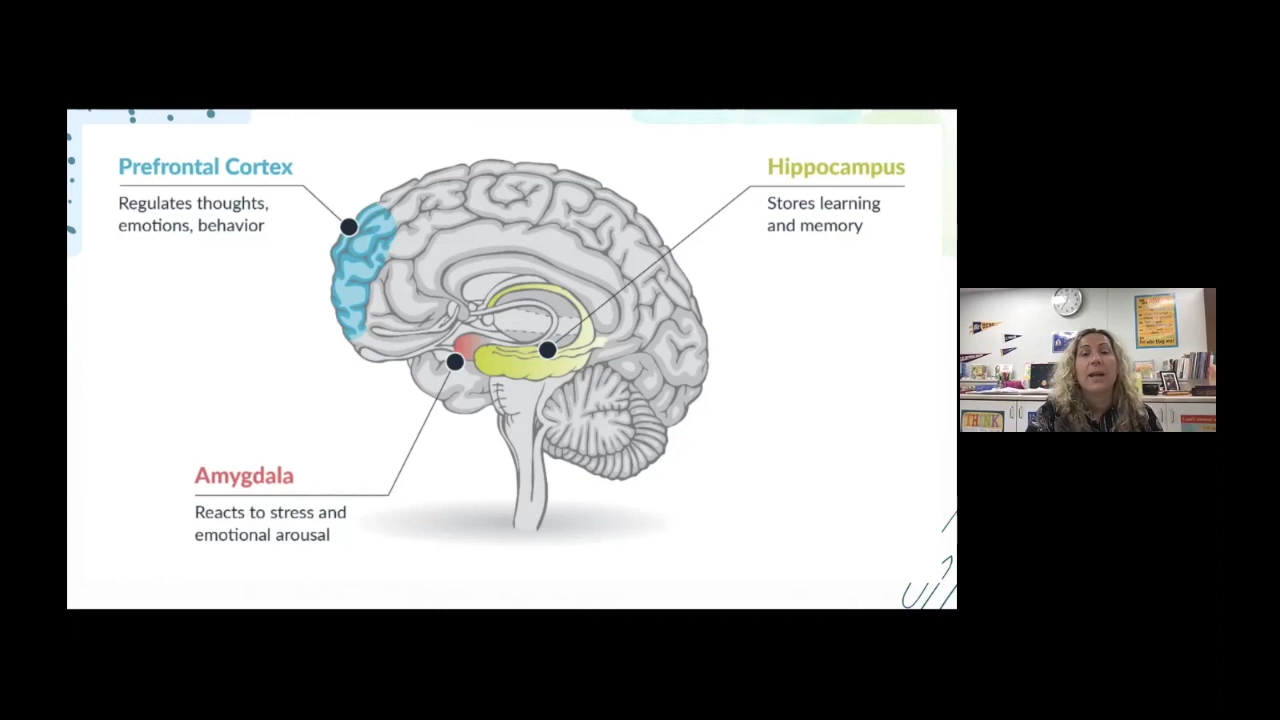 Prefrontal Cortex
Regulates thoughts,
emotions, behavior
Hippocampus
Stores learning
and memory
Amygdala
Reacts to stress and
emotional arousal
THINK